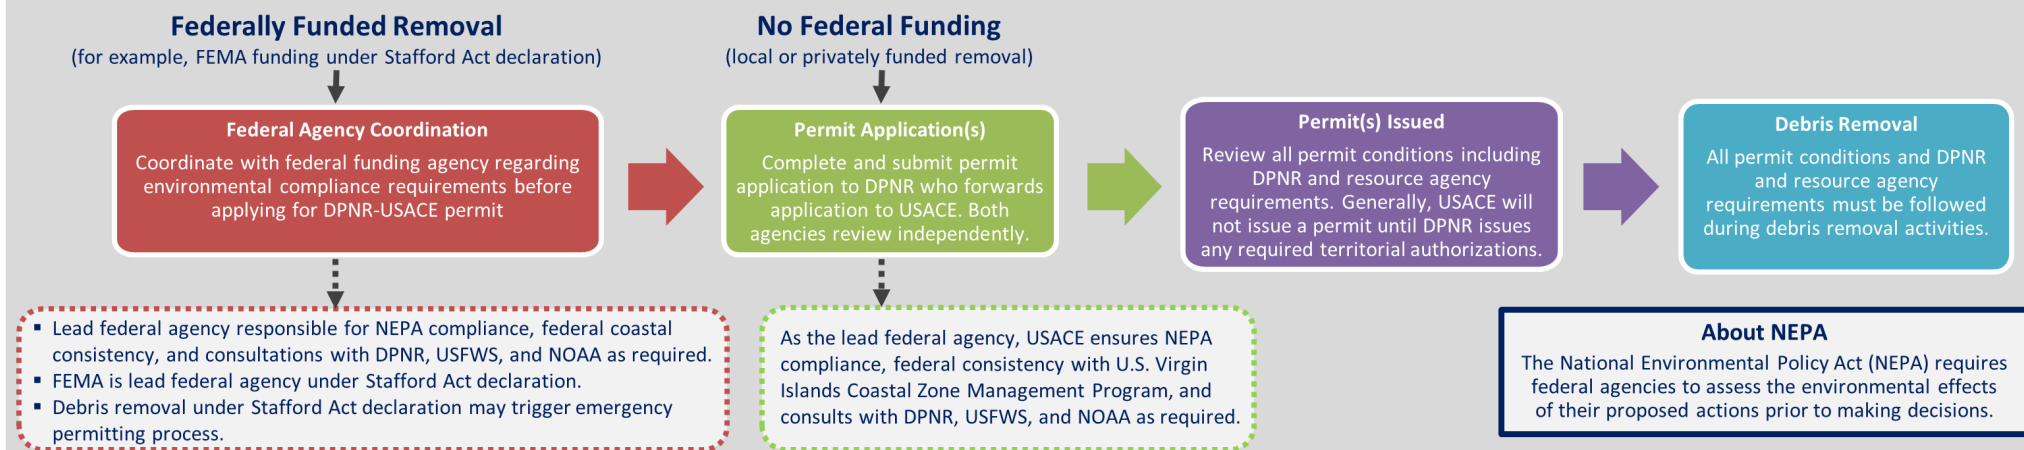 Federally Funded Removal
(for example, FEMA funding under Stafford Act declaration)
No Federal Funding
(local or privately funded removal)
Federal Agency Coordination
Coordinate with federal funding agency regarding
environmental compliance requirements before
applying for DPNR-USACE permit
Permit Application(s)
Complete and submit permit
application to DPNR who forwards
application to USACE. Both
agencies review independently.
Permit(s) Issued
Review all permit conditions including
DPNR and resource agency
requirements. Generally, USACE will
not issue a permit until DPNR issues
any required territorial authorizations.
Debris Removal
All permit conditions and DPNR
and resource agency
requirements must be followed
during debris removal activities.
▪ Lead federal agency responsible for NEPA compliance, federal coastal
consistency, and consultations with DPNR, USFWS, and NOAA as required.
▪ FEMA is lead federal agency under Stafford Act declaration.
▪ Debris removal under Stafford Act declaration may trigger emergency
permitting process.
As the lead federal agency, USACE ensures NEPA
compliance, federal consistency with U.S. Virgin
Islands Coastal Zone Management Program, and
consults with DPNR, USFWS, and NOAA as required.
About NEPA
The National Environmental Policy Act (NEPA) requires
federal agencies to assess the environmental effects
of their proposed actions prior to making decisions.